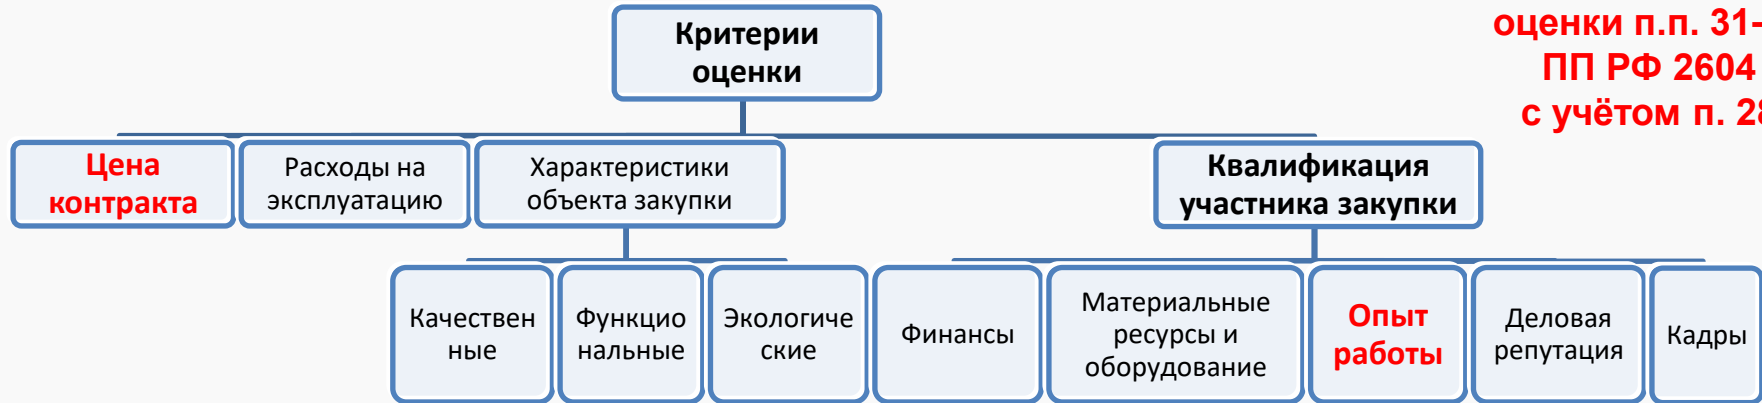 Критерии
оценки
оценки п.п. 31-
ПП РФ 2604
с учётом п. 28
Цена
контракта
Расходы на
эксплуатацию
Характеристики
объекта закупки
Квалификация
участника закупки
Качествен
ные
Функцио
нальные
Экологиче
ские
Финансы
Материальные
ресурсы и
оборудование
Опыт
работы
Деловая
репутация
Кадры